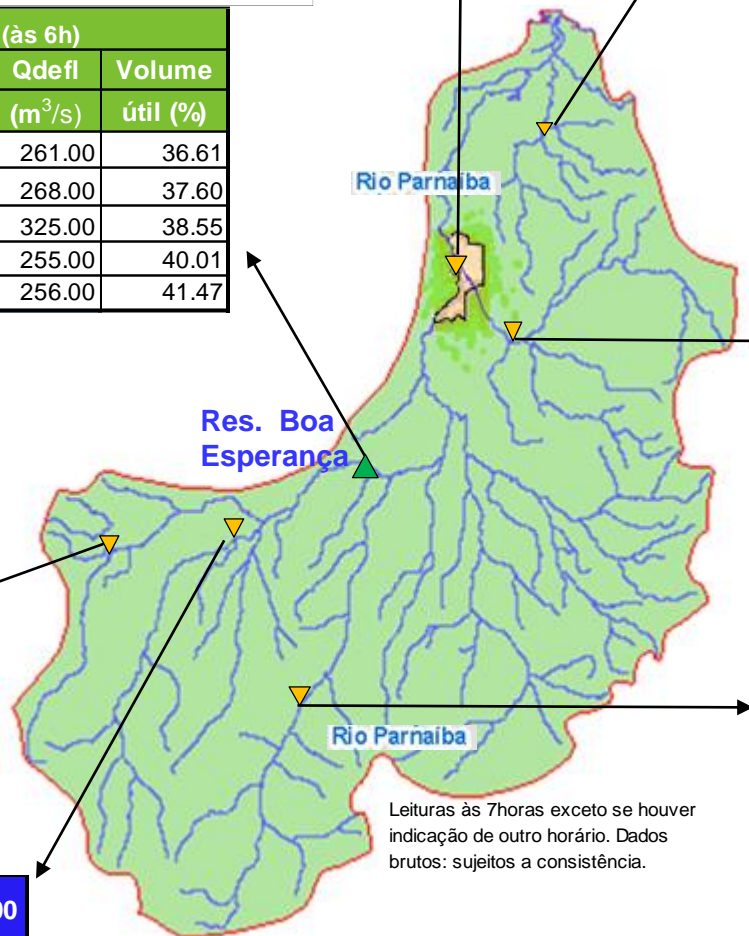 (às 6h)
Qdefl Volume
(m³/s) útil (%)
261.00 36.61
268.00 37.60
325.00 38.55
255.00 40.01
256.00 41.47
Rio Parnaíba
Res. Boa
Esperança
Rio Parnaíba
Leituras às 7horas exceto se houver
indicação de outro horário. Dados
brutos: sujeitos a consistência.